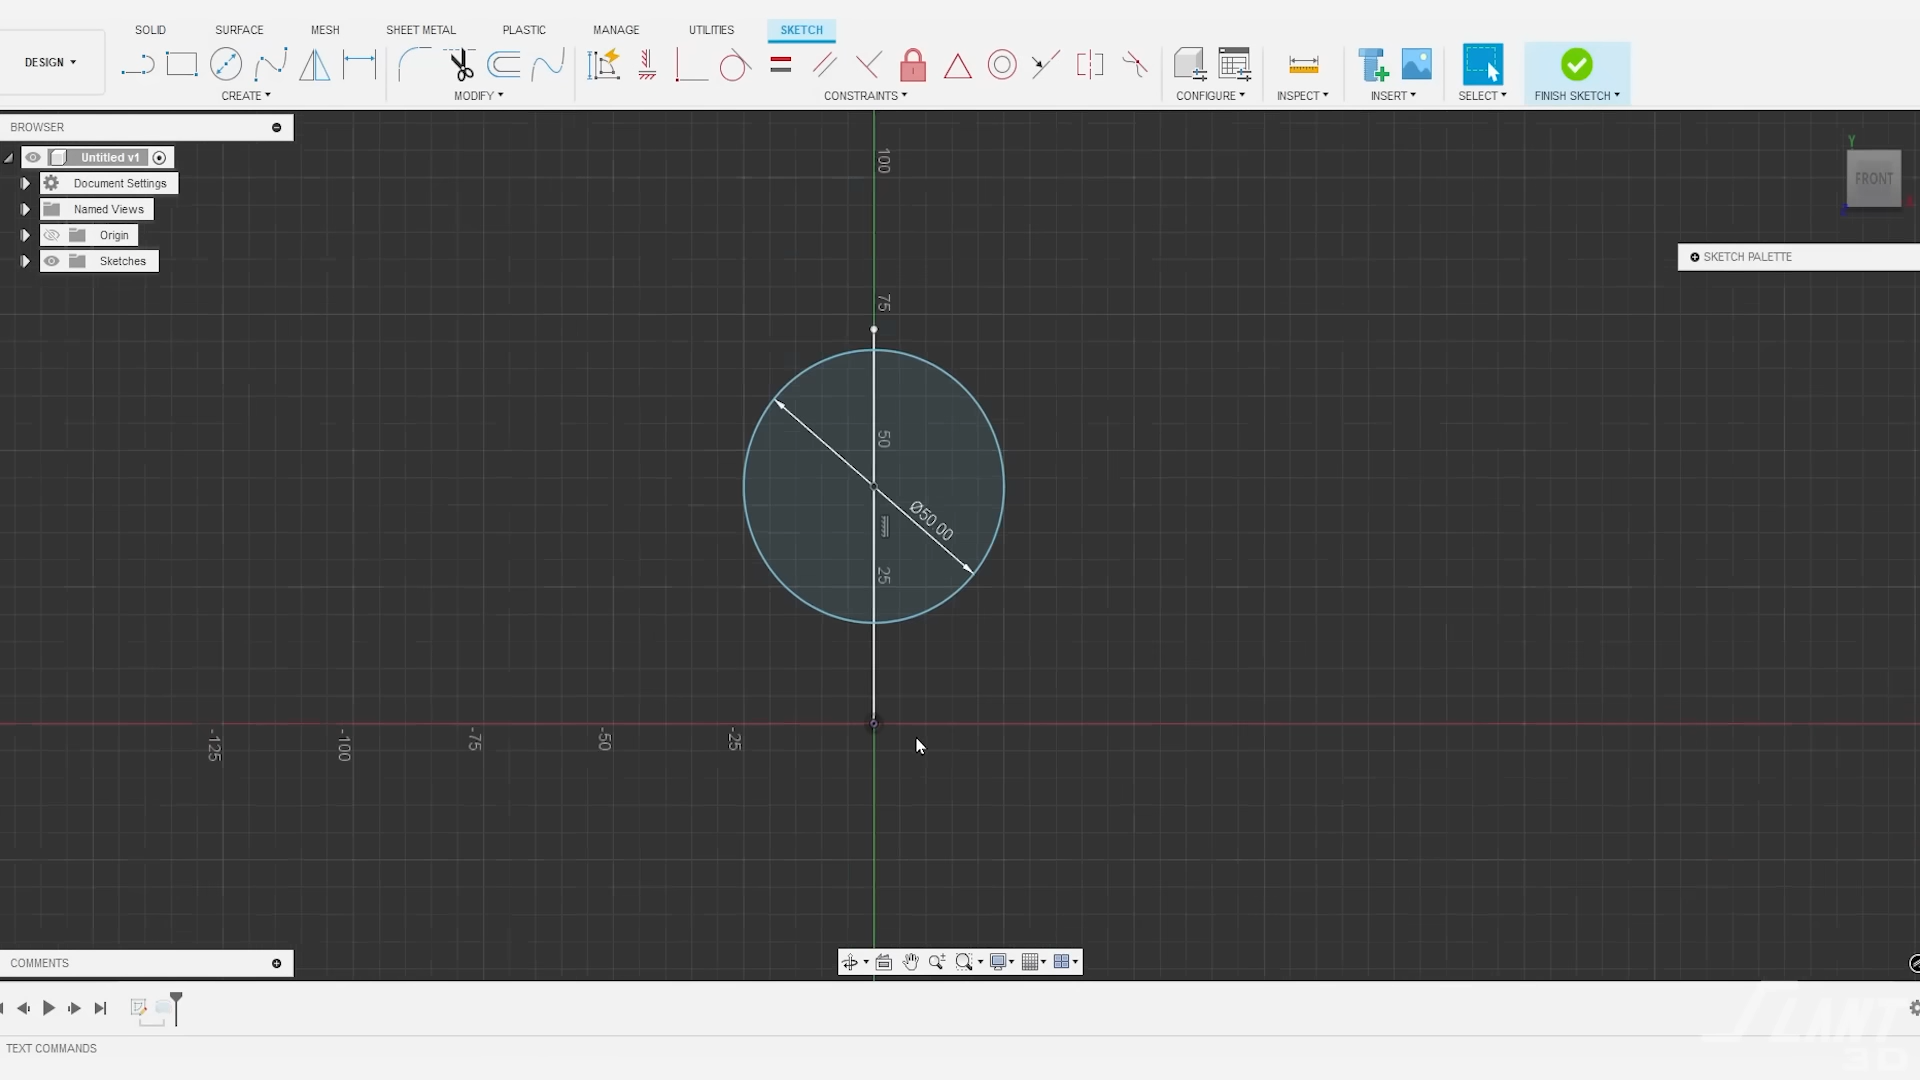 SOLID SURFACE MESH SHEET METAL PLASTIC MANAGE UTILITIES SKETCH
DESIGN
CREATE MODIFY CONSTRAINTS CONFIGURE INSPECT INSERT SELECT FINISH SKETCH
BROWSER
Untitled v1
Document Settings
Named Views
Origin
Sketches
Y
FRONT
SKETCH PALETTE
100
75
50
Ø50.00
25
-125
-100
-75
-50
-25
COMMENTS
TEXT COMMANDS
SLANT
3D